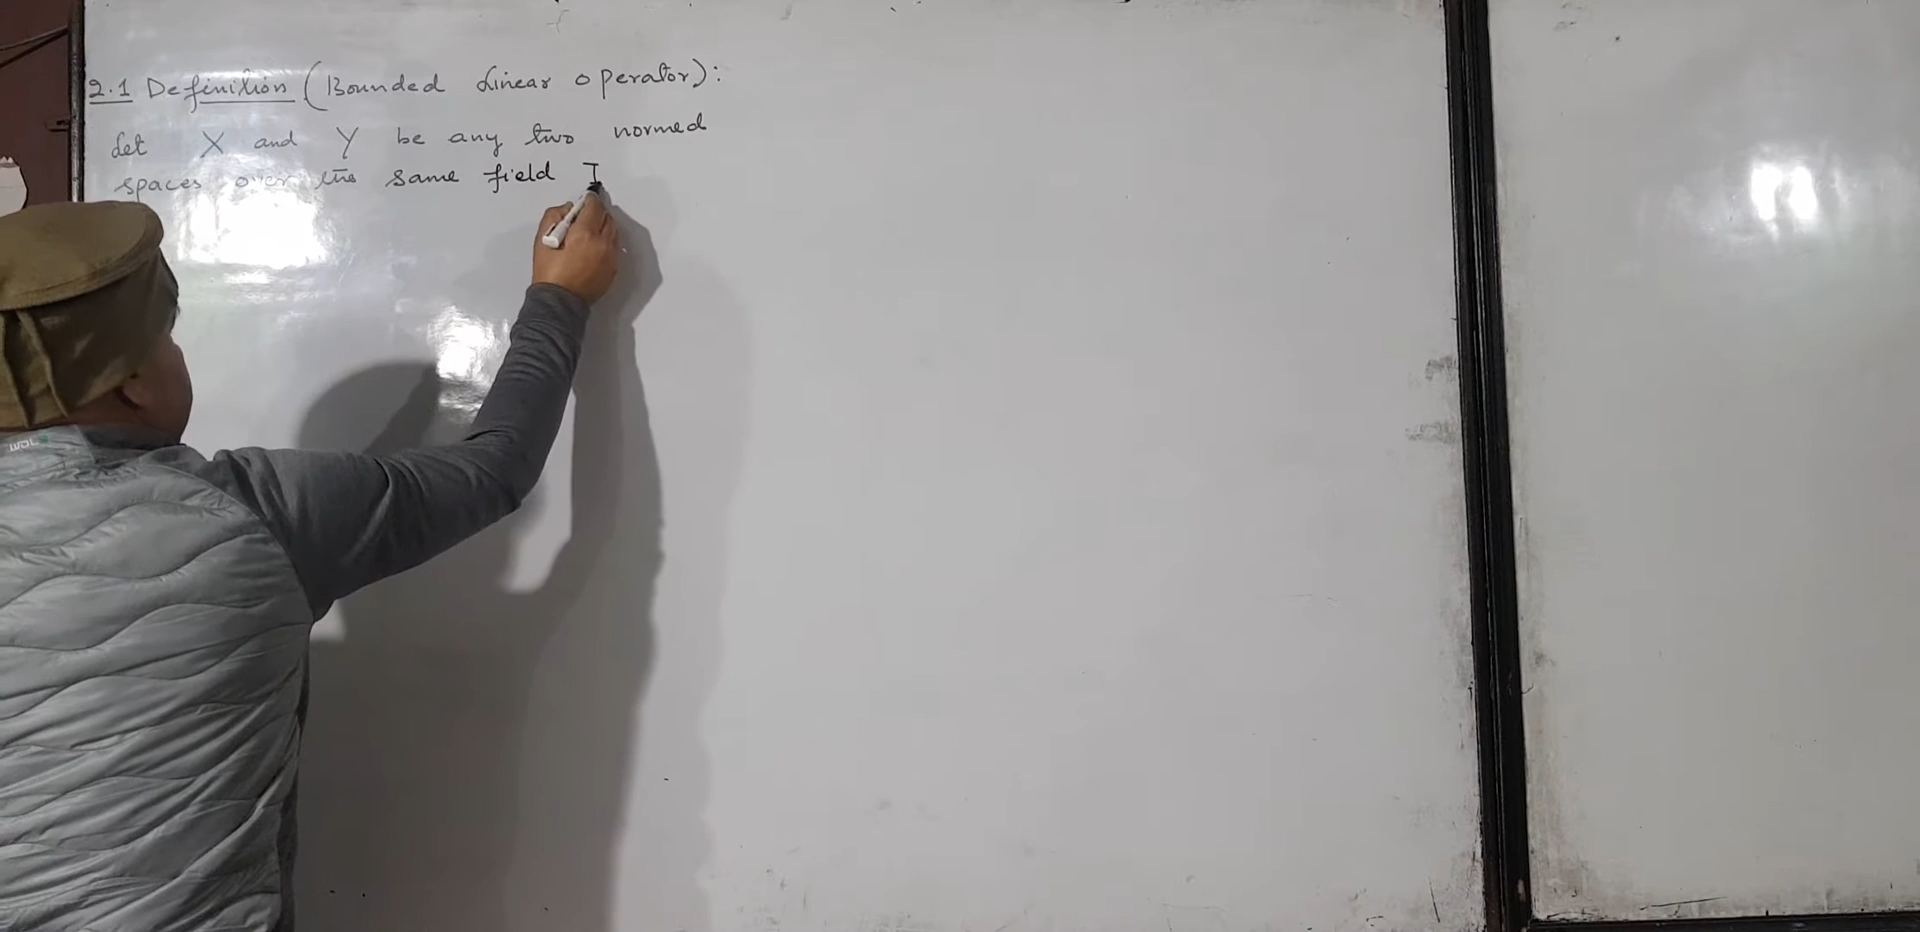 2.1 Definition (Bounded Linear operator):
Let X and Y be any two normed
spaces over the same field